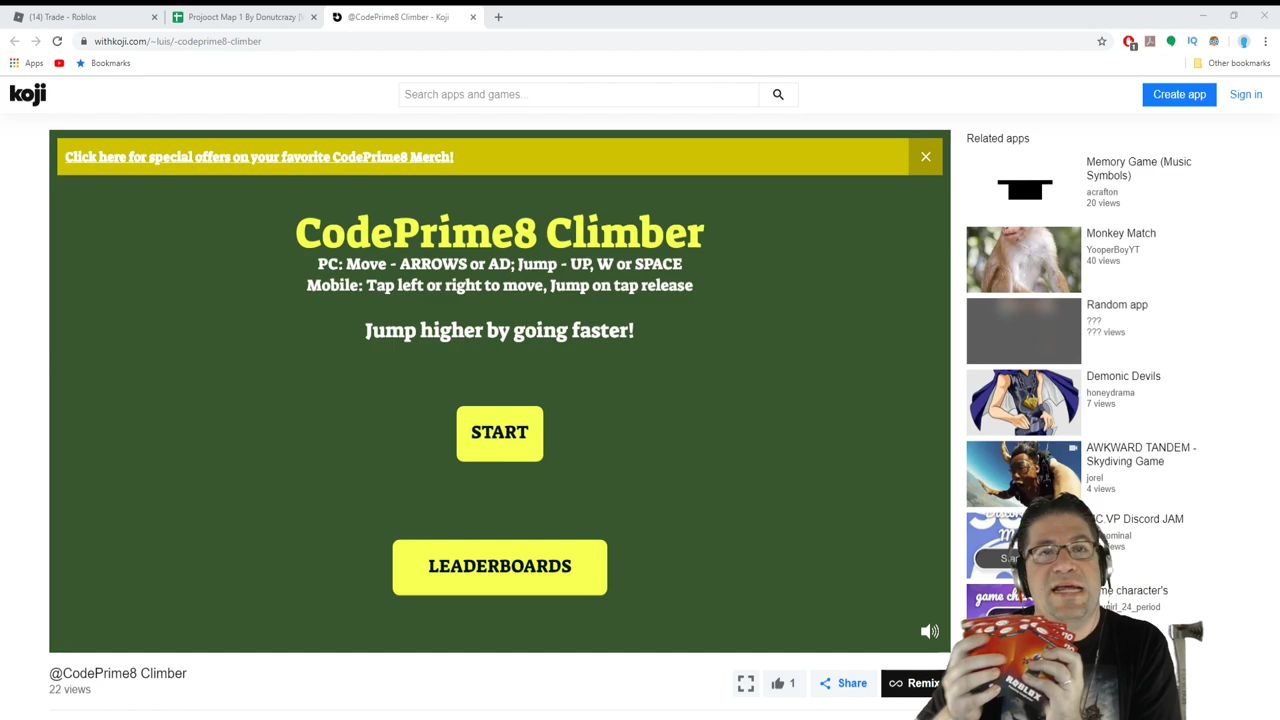 (14) Trade - Roblox
Projooct Map 1 By Donutcrazy
@CodePrime8 Climber - Koji
withkoji.com/~luis/-codeprime8-climber
Apps
Bookmarks
Other bookmarks
koji
Search apps and games...
Create app
Sign in
Click here for special offers on your favorite CodePrime8 Merch!
CodePrime8 Climber
PC: Move - ARROWS or AD; Jump - UP, W or SPACE
Mobile: Tap left or right to move, Jump on tap release
Jump higher by going faster!
START
LEADERBOARDS
@CodePrime8 Climber
22 views
1
Share
Remix
Related apps
Memory Game (Music
Symbols)
acrafton
20 views
Monkey Match
YooperBoyYT
40 views
Random app
???
??? views
Demonic Devils
honeydrama
7 views
AWKWARD TANDEM -
Skydiving Game
jorel
4 views
VP Discord JAM
character's
ROBLOX